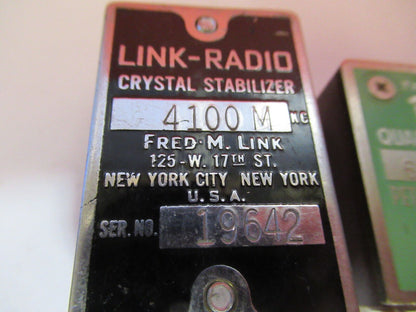 LINK-RADIO
CRYSTAL STABILIZER
4100 M KC
FRED·M. LINK
125-W. 17TH ST.
NEW YORK CITY NEW YORK
U.S.A.
SER. NO. 19642